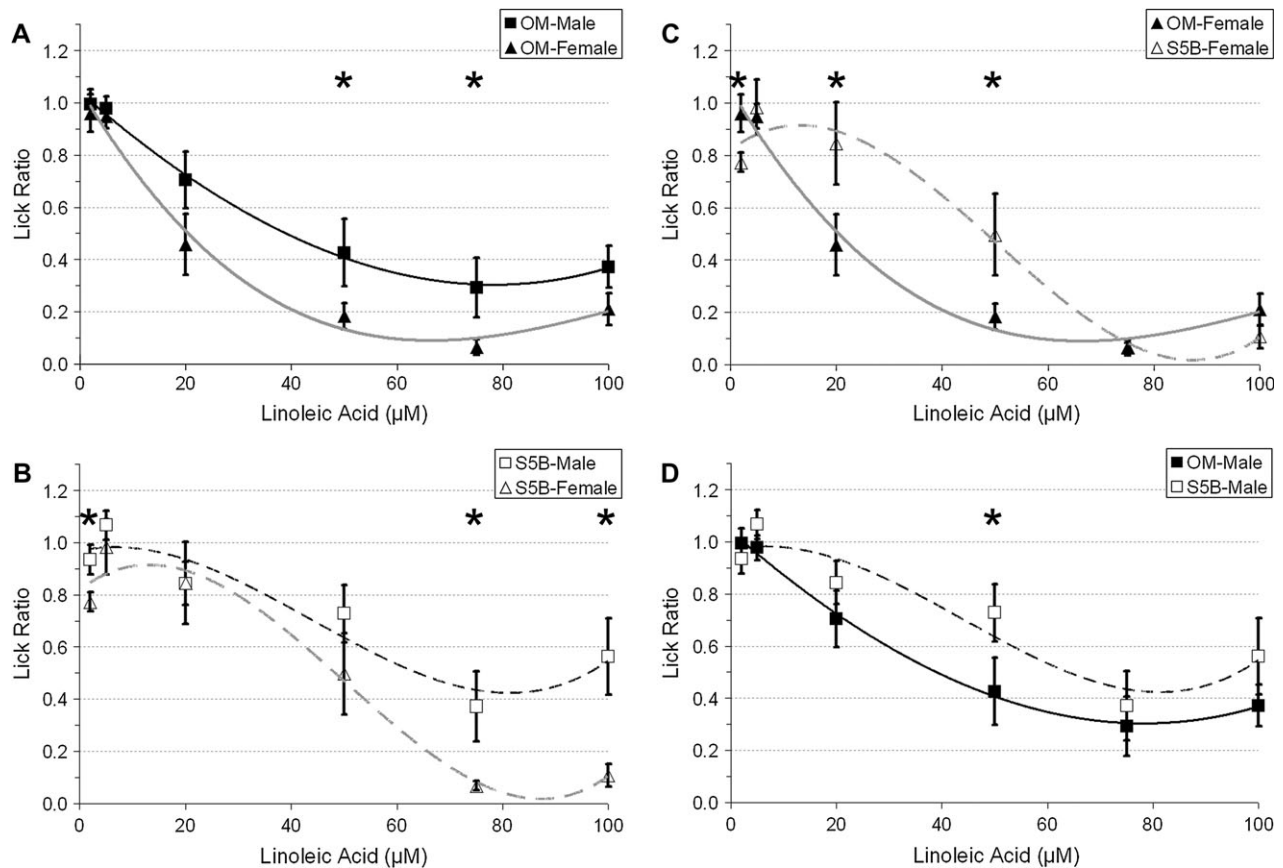 A
OM-Male
OM-Female
*
*
Lick Ratio
1.2
1.0
0.8
0.6
0.4
0.2
0.0
0 20 40 60 80 100
Linoleic Acid (µM)
C
OM-Female
S5B-Female
*
*
*
Lick Ratio
1.2
1.0
0.8
0.6
0.4
0.2
0.0
0 20 40 60 80 100
Linoleic Acid (µM)
B
S5B-Male
S5B-Female
*
*
*
Lick Ratio
1.2
1.0
0.8
0.6
0.4
0.2
0.0
0 20 40 60 80 100
Linoleic Acid (µM)
D
OM-Male
S5B-Male
*
Lick Ratio
1.2
1.0
0.8
0.6
0.4
0.2
0.0
0 20 40 60 80 100
Linoleic Acid (µM)